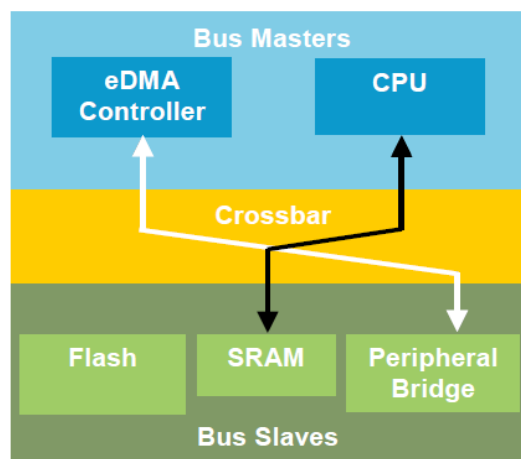 Bus Masters
eDMA
Controller
CPU
Crossbar
Flash
SRAM
Peripheral
Bridge
Bus Slaves